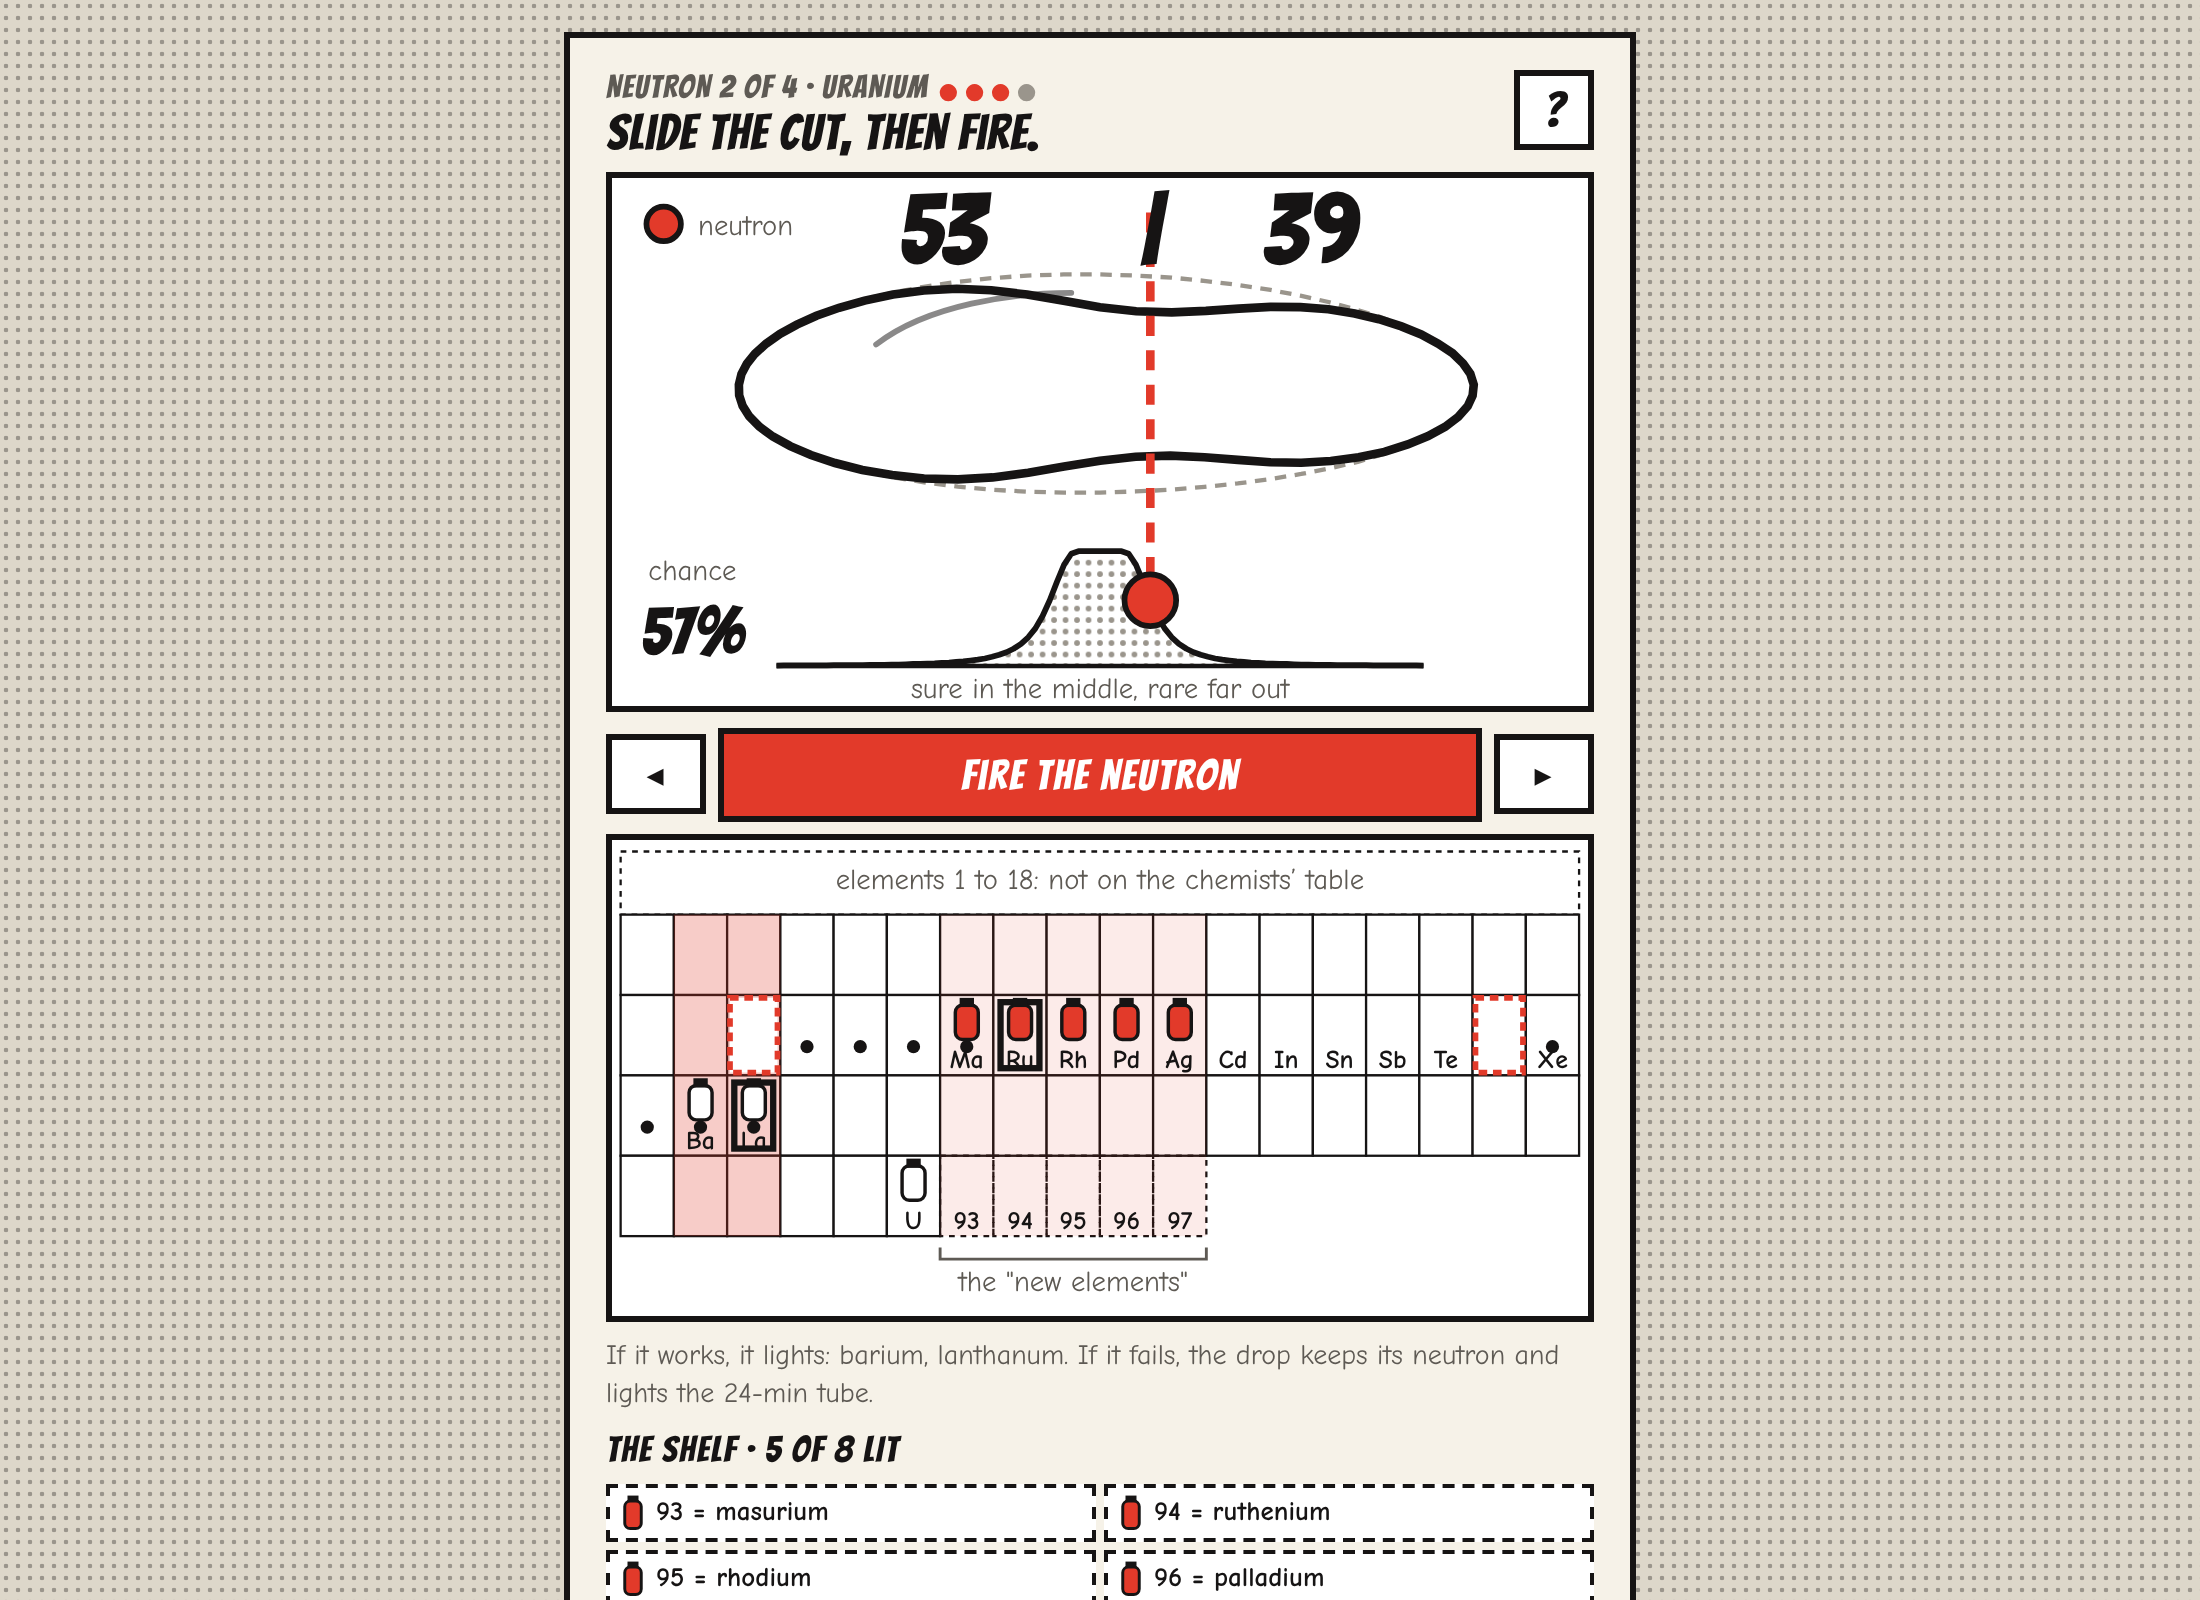 NEUTRON 2 OF 4 · URANIUM
SLIDE THE CUT, THEN FIRE.
?
neutron
53 / 39
chance
57%
sure in the middle, rare far out
◄ FIRE THE NEUTRON ►
elements 1 to 18: not on the chemists’ table
Ma Ru Rh Pd Ag Cd In Sn Sb Te Xe
Ba La
U 93 94 95 96 97
the "new elements"
If it works, it lights: barium, lanthanum. If it fails, the drop keeps its neutron and
lights the 24-min tube.
THE SHELF · 5 OF 8 LIT
93 = masurium
94 = ruthenium
95 = rhodium
96 = palladium